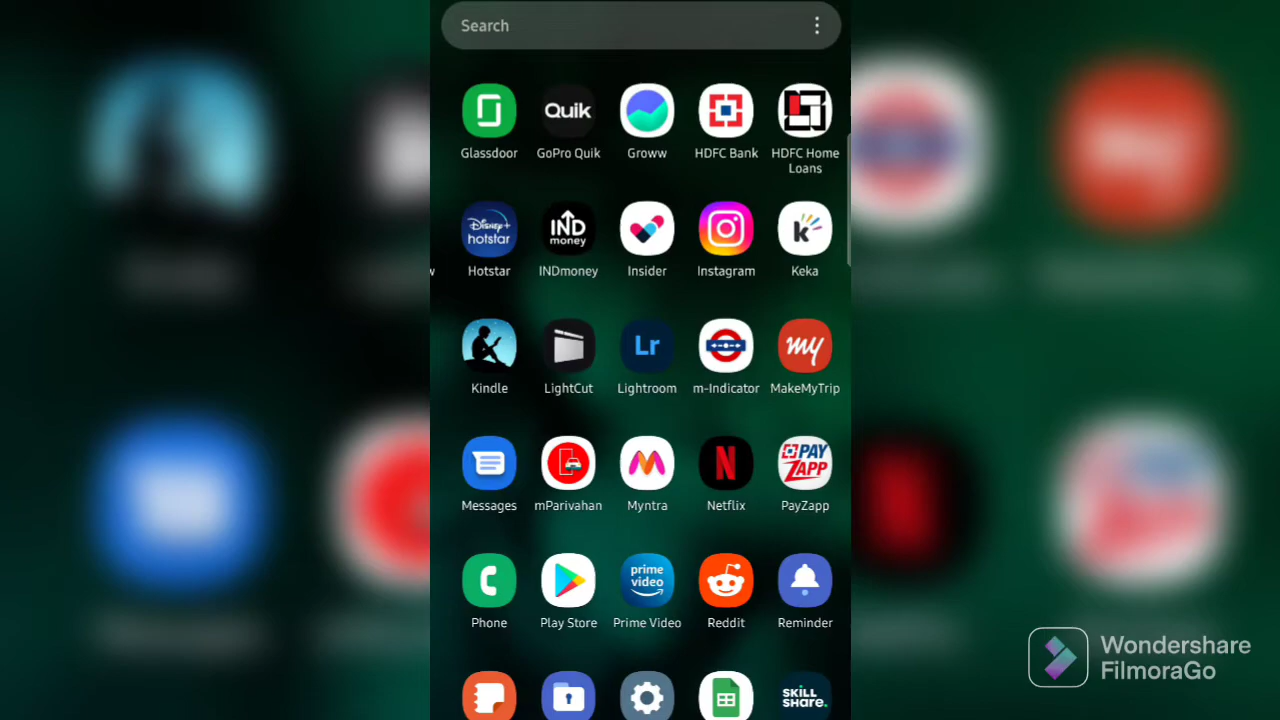 Search
Quik
Glassdoor
GoPro Quik
Groww
HDFC Bank
HDFC Home
Loans
Disney+
hotstar
IND
money
k
w
Hotstar
INDmoney
Insider
Instagram
Keka
Lr
my
Kindle
LightCut
Lightroom
m-Indicator
MakeMyTrip
PAY
ZAPP
Messages
mParivahan
Myntra
Netflix
PayZapp
prime
video
Phone
Play Store
Prime Video
Reddit
Reminder
SKILL
SHARE.
Wondershare
FilmoraGo